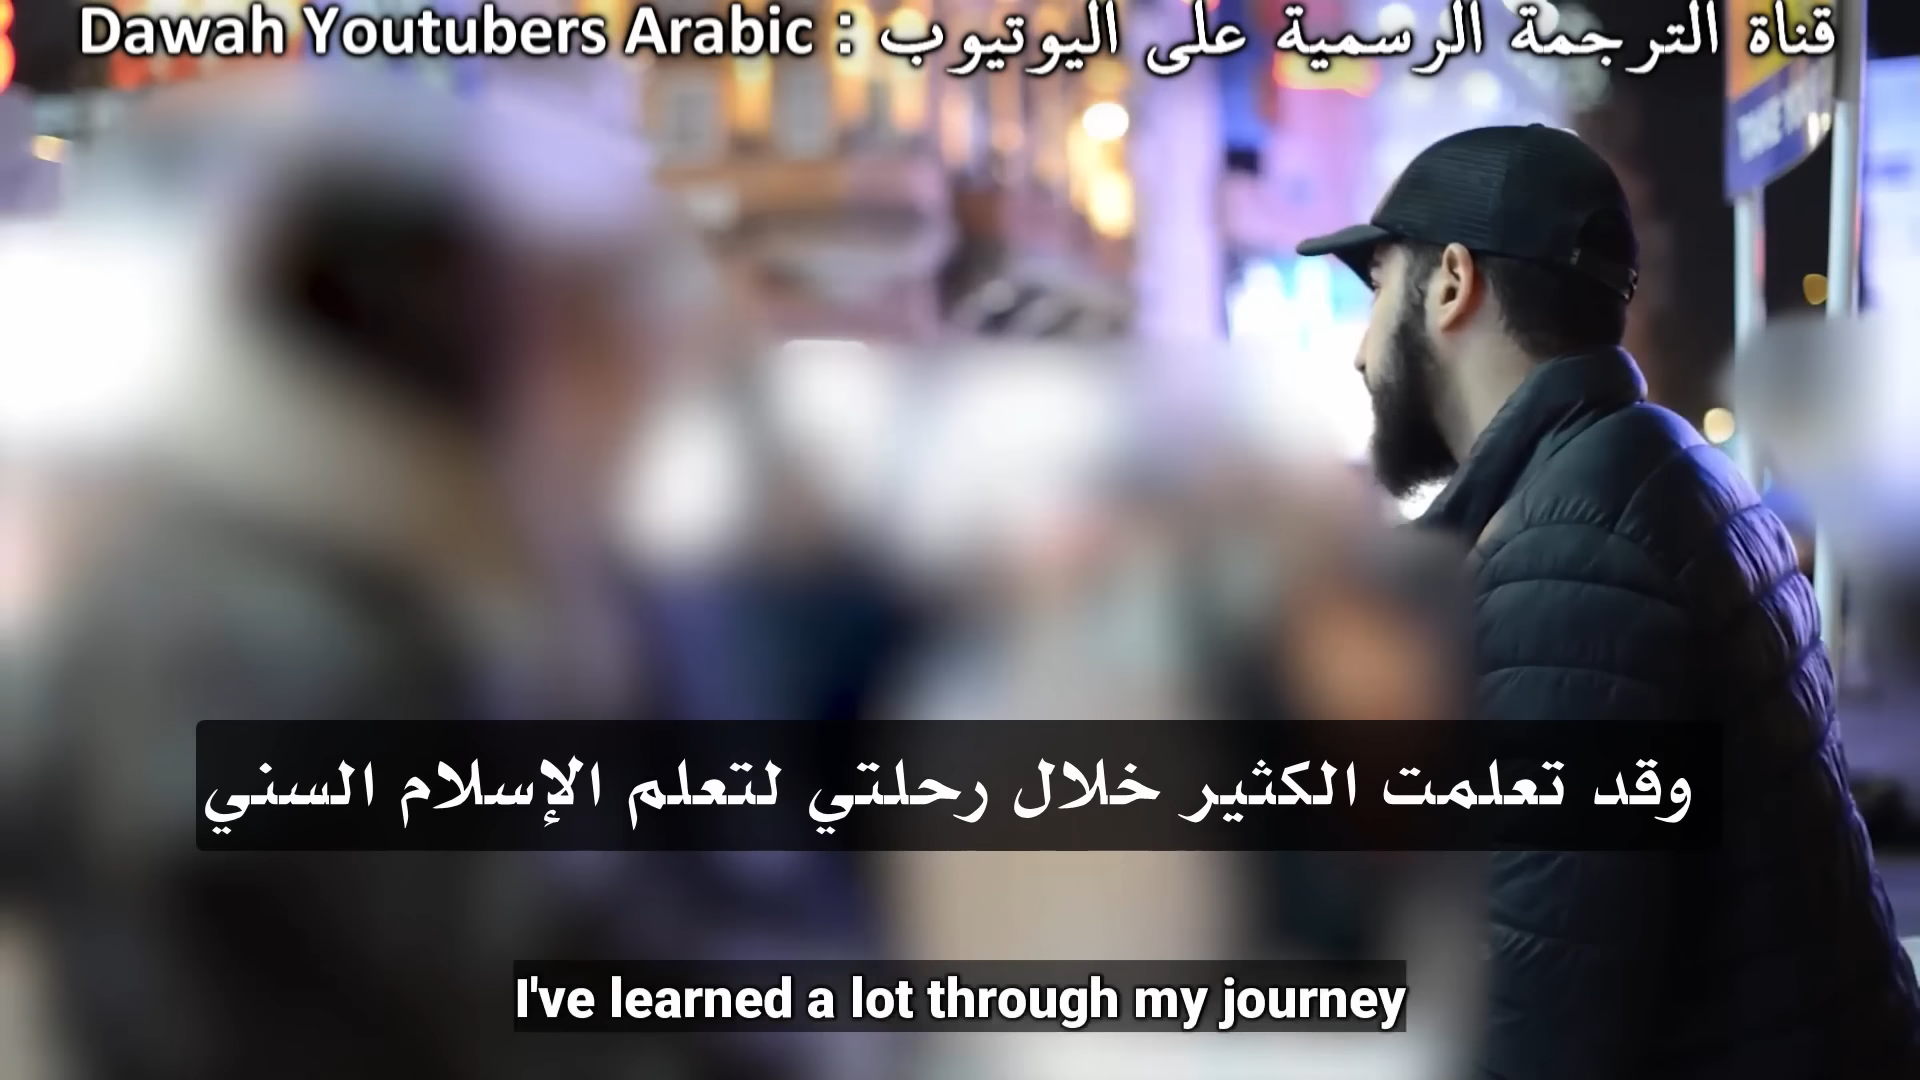 Dawah Youtubers Arabic : قناة الترجمة الرسمية على اليوتيوب
وقد تعلمت الكثير خلال رحلتي لتعلم الإسلام السني
I've learned a lot through my journey